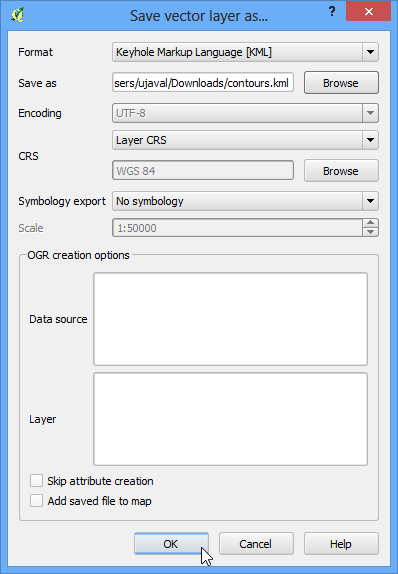 Save vector layer as...
Format Keyhole Markup Language [KML]
Save as sers/ujaval/Downloads/contours.kml Browse
Encoding UTF-8
Layer CRS
CRS
WGS 84 Browse
Symbology export No symbology
Scale 1:50000
OGR creation options
Data source
Layer
Skip attribute creation
Add saved file to map
OK Cancel Help